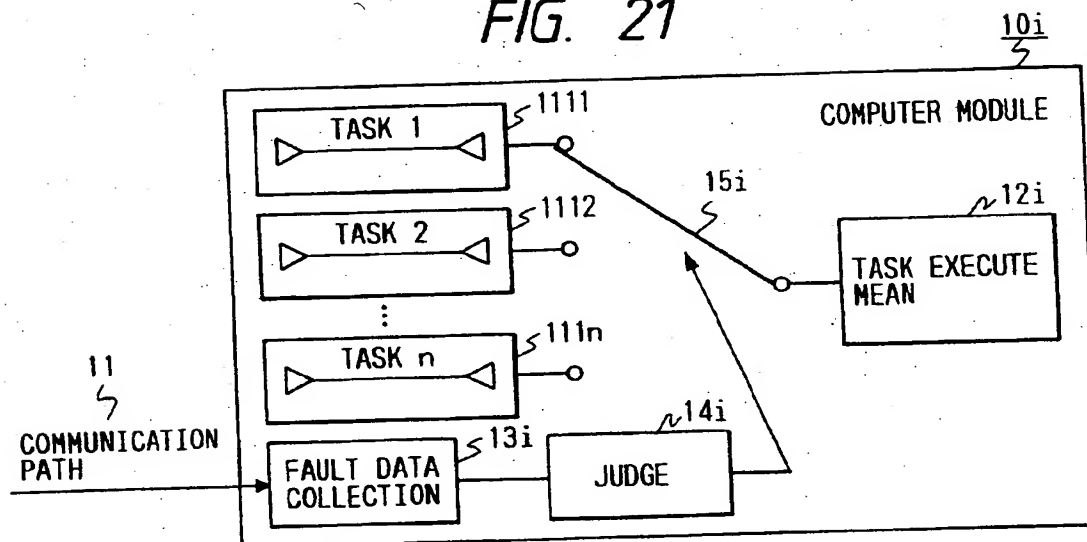 FIG. 21
10i
COMPUTER MODULE
TASK 1
1111
15i
TASK 2
1112
12i
TASK EXECUTE
MEAN
TASK n
111n
11
COMMUNICATION
PATH
13i
FAULT DATA
COLLECTION
14i
JUDGE